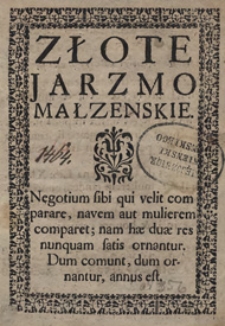 ZŁOTE
JARZMO
MAŁZENSKIE.
1464.
Negotium sibi qui velit com
parare, navem aut mulierem
comparet; nam hæ duæ res
nunquam satis ornantur.
Dum comunt, dum or-
nantur, annus est.